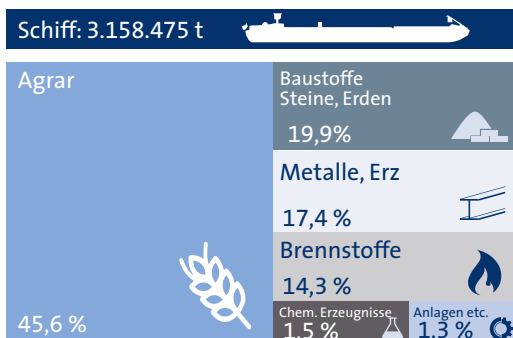 Schiff: 3.158.475 t
Agrar
45,6 %
Baustoffe
Steine, Erden
19,9%
Metalle, Erz
17,4 %
Brennstoffe
14,3 %
Chem. Erzeugnisse
1,5 %
Anlagen etc.
1,3 %